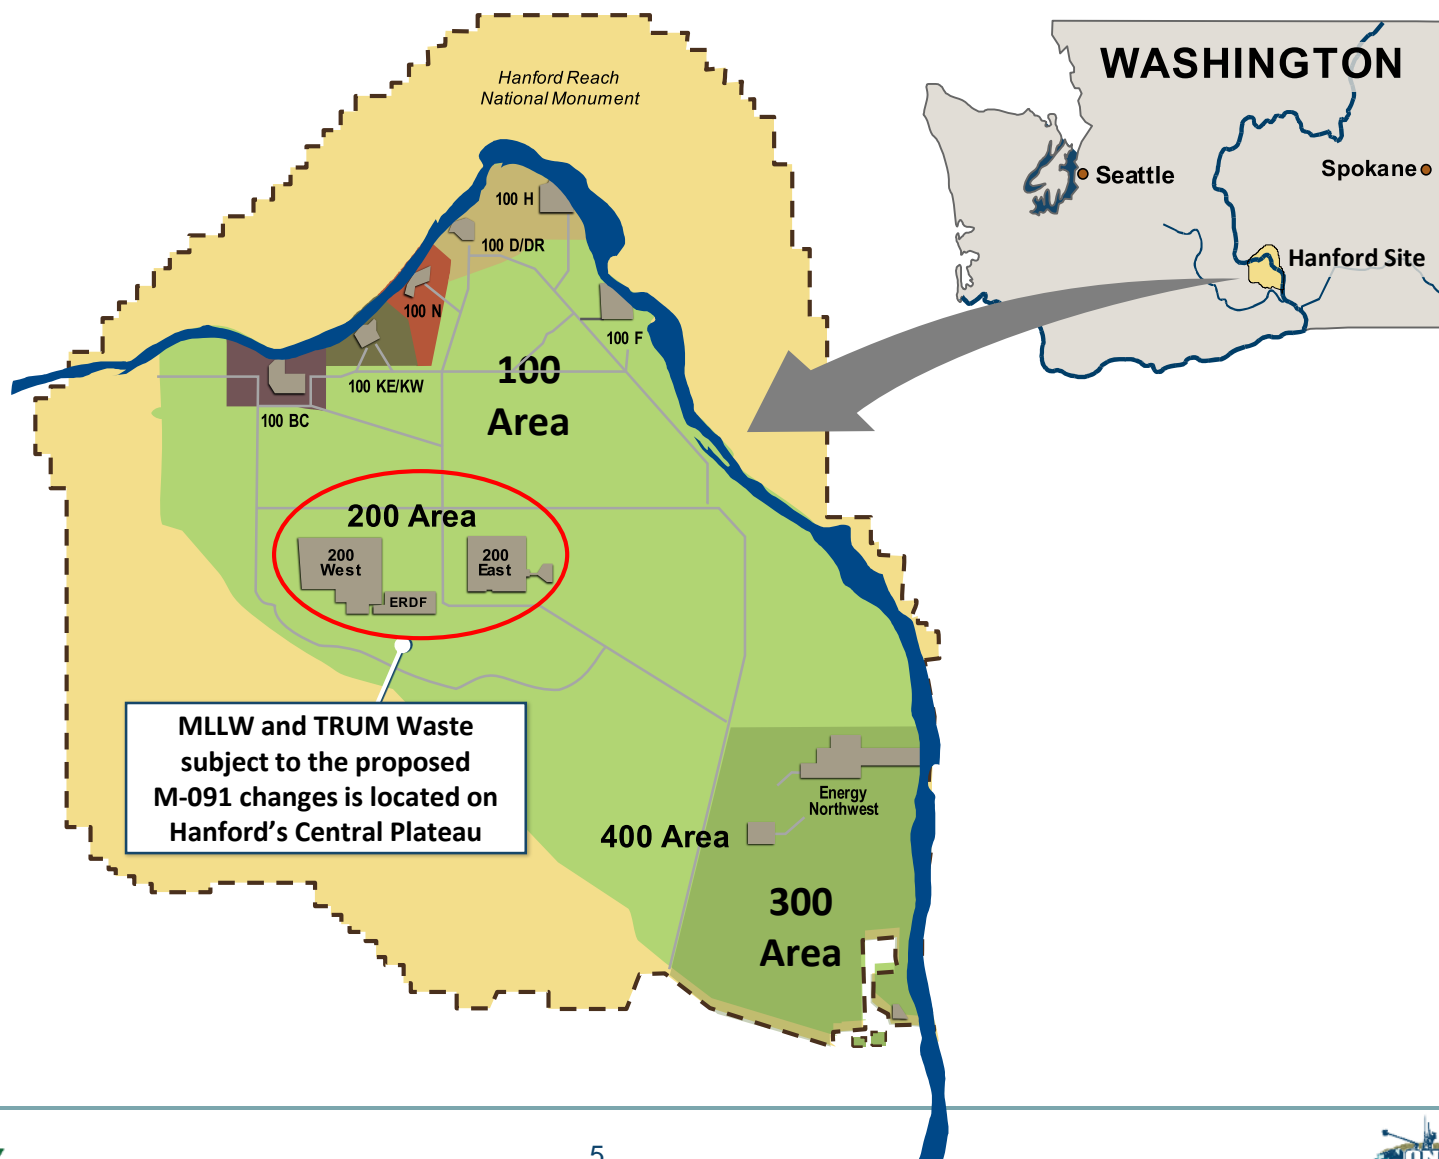 Hanford Reach
National Monument
WASHINGTON
Seattle
Spokane
Hanford Site
100 H
100 D/DR
100 N
100 F
100 KE/KW
100 BC
100
Area
200 Area
200
West
200
East
ERDF
MLLW and TRUM Waste
subject to the proposed
M-091 changes is located on
Hanford’s Central Plateau
Energy
Northwest
400 Area
300
Area
5